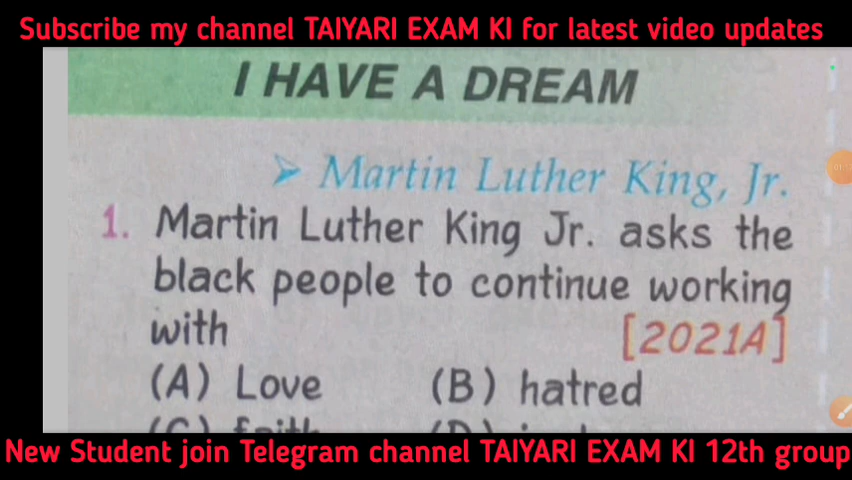 Subscribe my channel TAIYARI EXAM KI for latest video updates
I HAVE A DREAM
➤ Martin Luther King, Jr.
1. Martin Luther King Jr. asks the
black people to continue working
with [2021A]
(A) Love (B) hatred
(C) faith (D)
New Student join Telegram channel TAIYARI EXAM KI 12th group